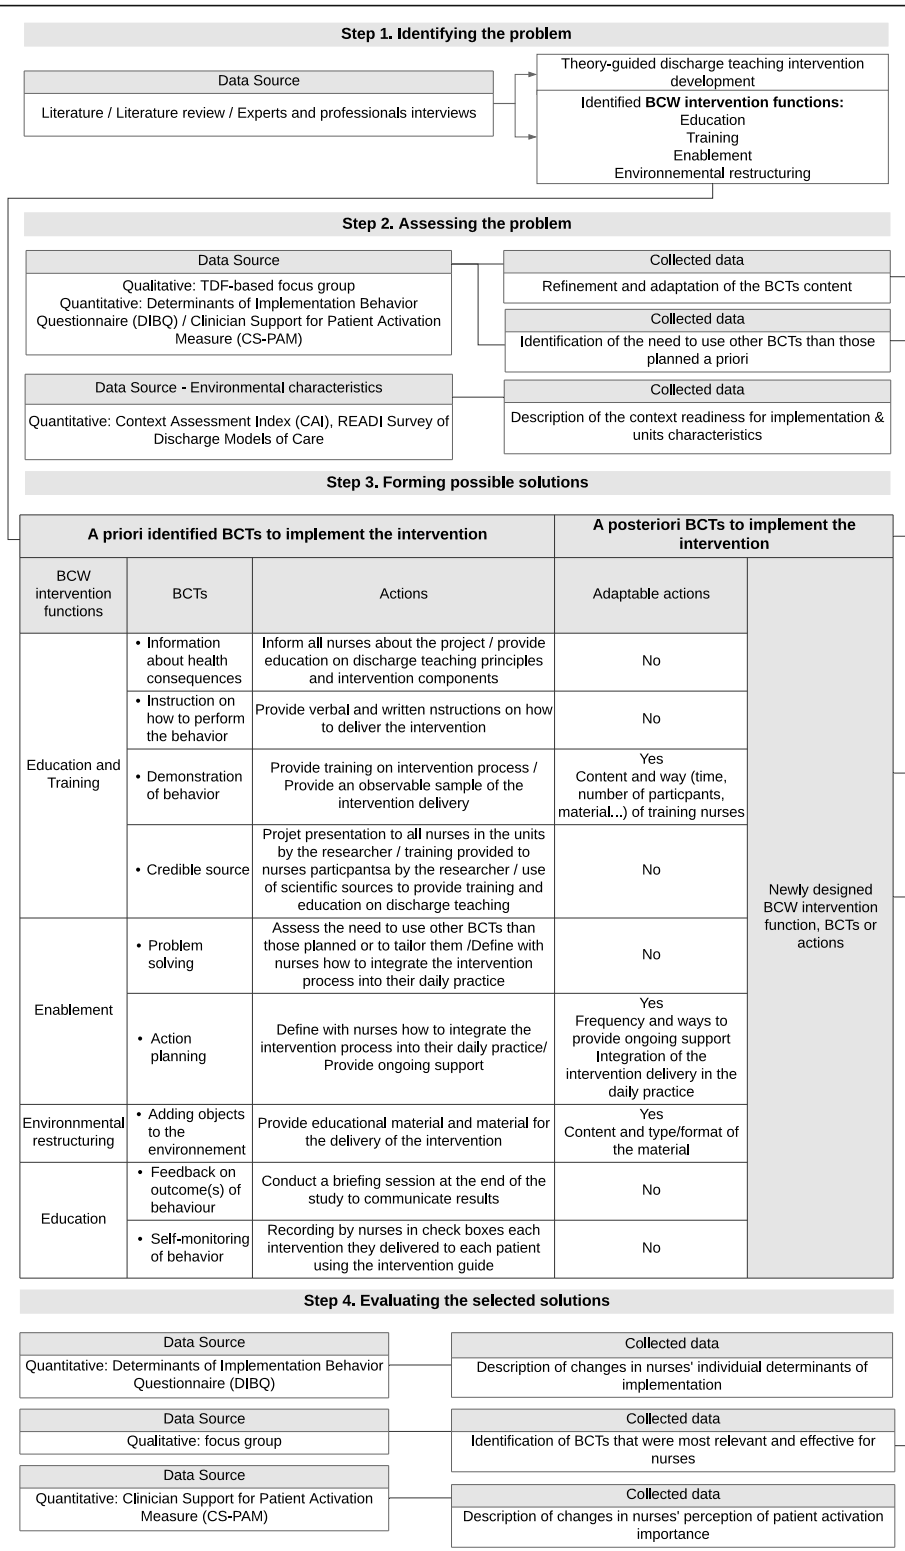 Step 1. Identifying the problem
Data Source
Literature / Literature review / Experts and professionals interviews
Theory-guided discharge teaching intervention
development
Identified BCW intervention functions:
Education
Training
Enablement
Environnemental restructuring
Step 2. Assessing the problem
Data Source
Qualitative: TDF-based focus group
Quantitative: Determinants of Implementation Behavior
Questionnaire (DIBQ) / Clinician Support for Patient Activation
Measure (CS-PAM)
Collected data
Refinement and adaptation of the BCTs content
Collected data
Identification of the need to use other BCTs than those
planned a priori
Data Source - Environmental characteristics
Quantitative: Context Assessment Index (CAI), READI Survey of
Discharge Models of Care
Collected data
Description of the context readiness for implementation &
units characteristics
Step 3. Forming possible solutions
A priori identified BCTs to implement the intervention
A posteriori BCTs to implement the
intervention
BCW
intervention
functions
BCTs
Actions
Adaptable actions
Newly designed
BCW intervention
function, BCTs or
actions
Education and
Training
• Information
about health
consequences
Inform all nurses about the project / provide
education on discharge teaching principles
and intervention components
No
• Instruction on
how to perform
the behavior
Provide verbal and written nstructions on how
to deliver the intervention
No
• Demonstration
of behavior
Provide training on intervention process /
Provide an observable sample of the
intervention delivery
Yes
Content and way (time,
number of particpants,
material...) of training nurses
• Credible source
Projet presentation to all nurses in the units
by the researcher / training provided to
nurses particpantsa by the researcher / use
of scientific sources to provide training and
education on discharge teaching
No
Enablement
• Problem
solving
Assess the need to use other BCTs than
those planned or to tailor them /Define with
nurses how to integrate the intervention
process into their daily practice
No
• Action
planning
Define with nurses how to integrate the
intervention process into their daily practice/
Provide ongoing support
Yes
Frequency and ways to
provide ongoing support
Integration of the
intervention delivery in the
daily practice
Environnmental
restructuring
• Adding objects
to the
environnement
Provide educational material and material for
the delivery of the intervention
Yes
Content and type/format of
the material
Education
• Feedback on
outcome(s) of
behaviour
Conduct a briefing session at the end of the
study to communicate results
No
• Self-monitoring
of behavior
Recording by nurses in check boxes each
intervention they delivered to each patient
using the intervention guide
No
Step 4. Evaluating the selected solutions
Data Source
Quantitative: Determinants of Implementation Behavior
Questionnaire (DIBQ)
Collected data
Description of changes in nurses' individuial determinants of
implementation
Data Source
Qualitative: focus group
Collected data
Identification of BCTs that were most relevant and effective for
nurses
Data Source
Quantitative: Clinician Support for Patient Activation
Measure (CS-PAM)
Collected data
Description of changes in nurses' perception of patient activation
importance